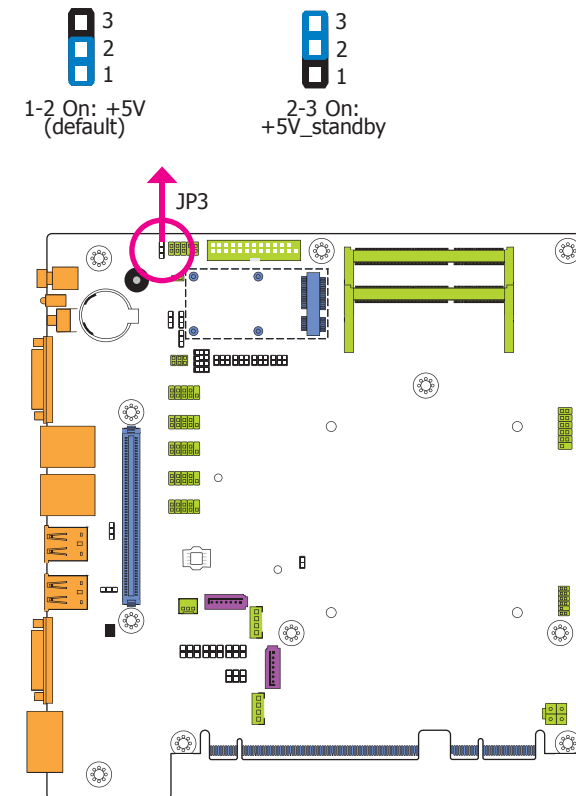 3
2
1
1-2 On: +5V
(default)
3
2
1
2-3 On:
+5V_standby
JP3